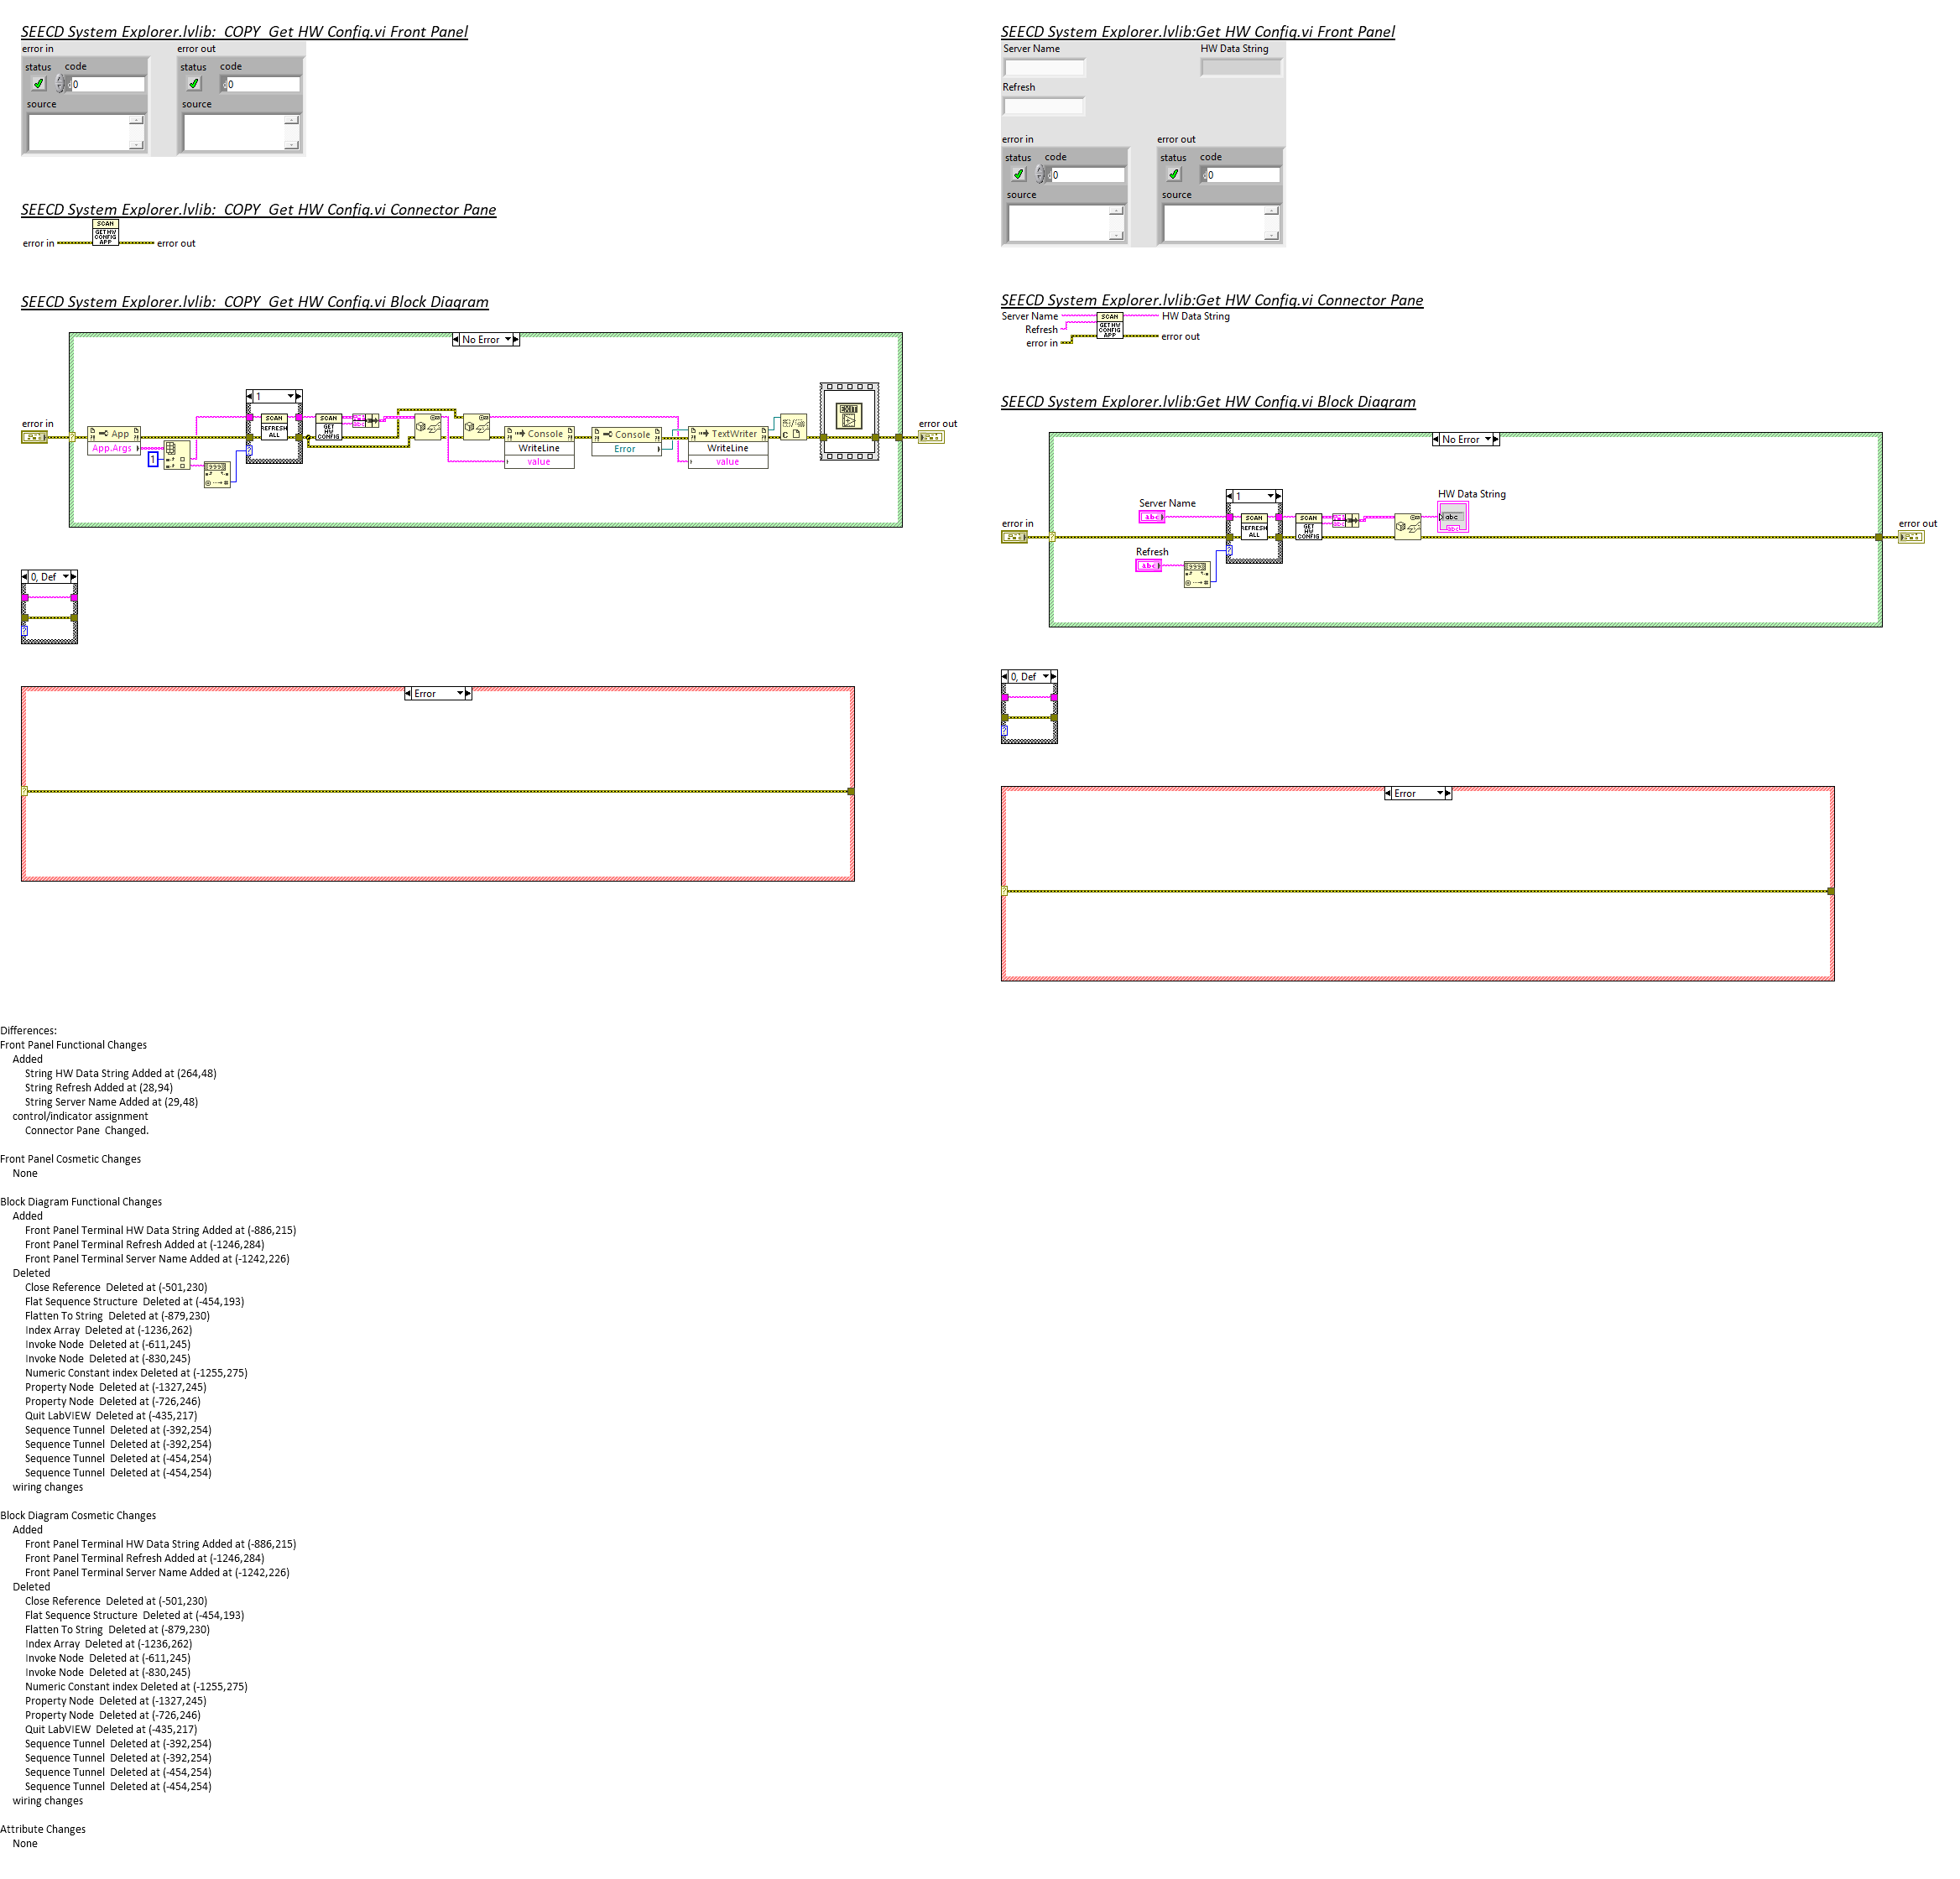 SEECD System Explorer.lvlib:_COPY_Get HW Config.vi Front Panel
error in
error out
status
code
status
code
0
0
source
source
SEECD System Explorer.lvlib:_COPY_Get HW Config.vi Connector Pane
SCAN
GET HW
CONFIG
APP
error in
error out
SEECD System Explorer.lvlib:_COPY_Get HW Config.vi Block Diagram
No Error
error in
1
App
App.Args
1
SCAN
REFRESH
ALL
SCAN
GET
HW
CONFIG
abc
Console
WriteLine
value
Console
Error
TextWriter
WriteLine
value
EXIT
error out
0, Def
Error
SEECD System Explorer.lvlib:Get HW Config.vi Front Panel
Server Name
HW Data String
Refresh
error in
error out
status
code
status
code
0
0
source
source
SEECD System Explorer.lvlib:Get HW Config.vi Connector Pane
Server Name
SCAN
HW Data String
Refresh
GET HW
CONFIG
APP
error in
error out
SEECD System Explorer.lvlib:Get HW Config.vi Block Diagram
No Error
error in
Server Name
abc
Refresh
abc
1
SCAN
REFRESH
ALL
SCAN
GET
HW
CONFIG
abc
HW Data String
abc
abc
error out
0, Def
Error
Differences:
Front Panel Functional Changes
Added
String HW Data String Added at (264,48)
String Refresh Added at (28,94)
String Server Name Added at (29,48)
control/indicator assignment
Connector Pane  Changed.
Front Panel Cosmetic Changes
None
Block Diagram Functional Changes
Added
Front Panel Terminal HW Data String Added at (-886,215)
Front Panel Terminal Refresh Added at (-1246,284)
Front Panel Terminal Server Name Added at (-1242,226)
Deleted
Close Reference  Deleted at (-501,230)
Flat Sequence Structure  Deleted at (-454,193)
Flatten To String  Deleted at (-879,230)
Index Array  Deleted at (-1236,262)
Invoke Node  Deleted at (-611,245)
Invoke Node  Deleted at (-830,245)
Numeric Constant index Deleted at (-1255,275)
Property Node  Deleted at (-1327,245)
Property Node  Deleted at (-726,246)
Quit LabVIEW  Deleted at (-435,217)
Sequence Tunnel  Deleted at (-392,254)
Sequence Tunnel  Deleted at (-392,254)
Sequence Tunnel  Deleted at (-454,254)
Sequence Tunnel  Deleted at (-454,254)
wiring changes
Block Diagram Cosmetic Changes
Added
Front Panel Terminal HW Data String Added at (-886,215)
Front Panel Terminal Refresh Added at (-1246,284)
Front Panel Terminal Server Name Added at (-1242,226)
Deleted
Close Reference  Deleted at (-501,230)
Flat Sequence Structure  Deleted at (-454,193)
Flatten To String  Deleted at (-879,230)
Index Array  Deleted at (-1236,262)
Invoke Node  Deleted at (-611,245)
Invoke Node  Deleted at (-830,245)
Numeric Constant index Deleted at (-1255,275)
Property Node  Deleted at (-1327,245)
Property Node  Deleted at (-726,246)
Quit LabVIEW  Deleted at (-435,217)
Sequence Tunnel  Deleted at (-392,254)
Sequence Tunnel  Deleted at (-392,254)
Sequence Tunnel  Deleted at (-454,254)
Sequence Tunnel  Deleted at (-454,254)
wiring changes
Attribute Changes
None